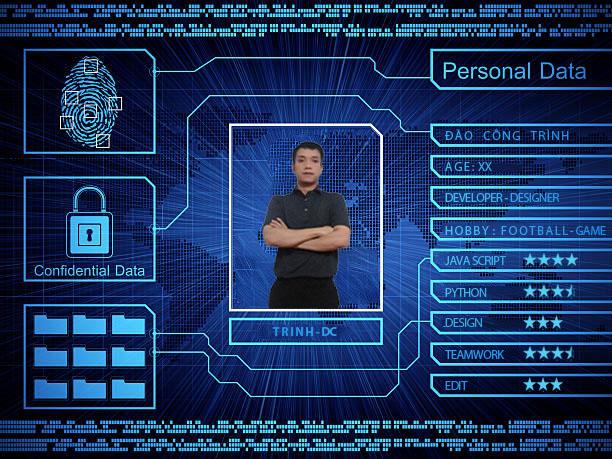 Personal Data
ĐÀO CÔNG TRÌNH
AGE: XX
DEVELOPER - DESIGNER
HOBBY : FOOTBALL - GAME
JAVA SCRIPT
PYTHON
DESIGN
TEAMWORK
EDIT
Confidential Data
TRINH-DC